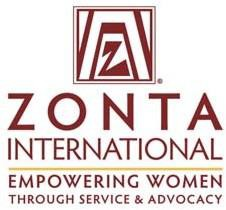 Z
®
ZONTA
INTERNATIONAL
EMPOWERING WOMEN
THROUGH SERVICE & ADVOCACY